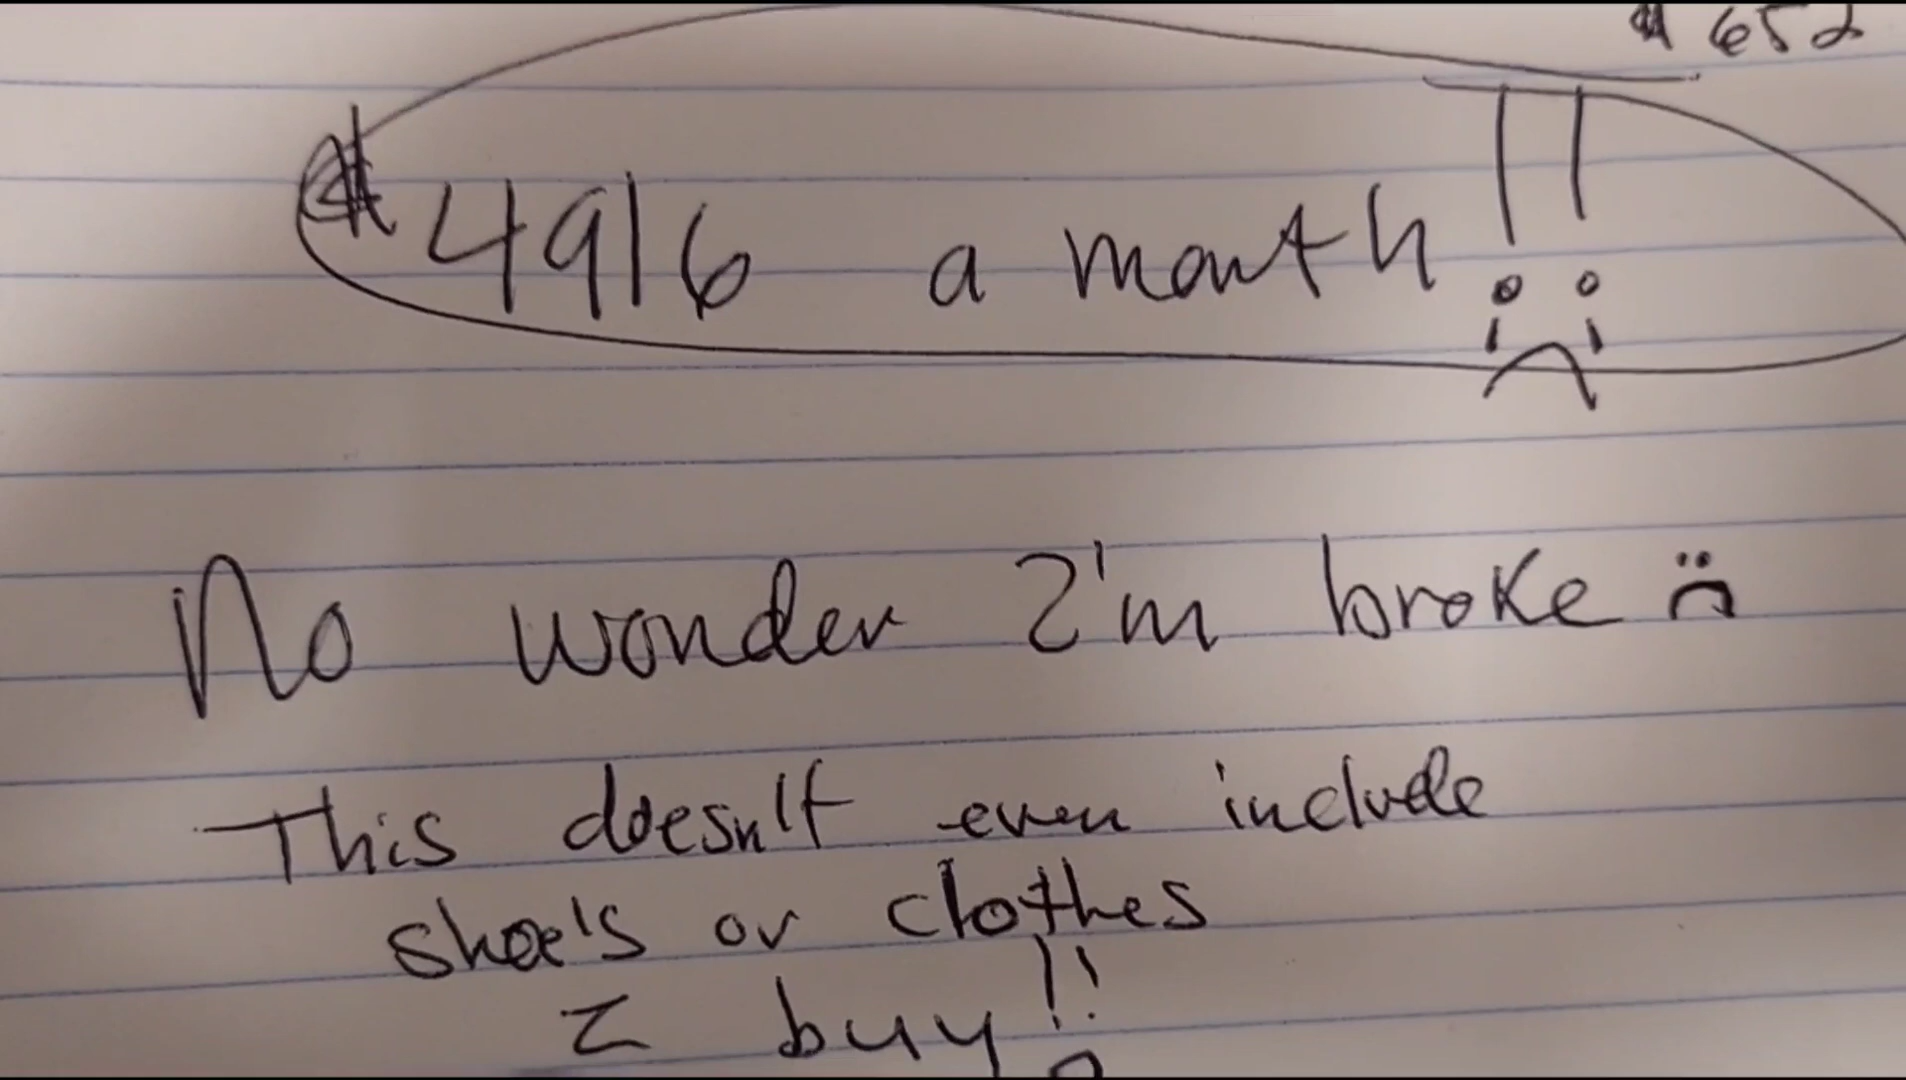 $652
$4916 a month!!
No wonder I'm broke
This doesn't even include
shoe's or clothes
I buy!!